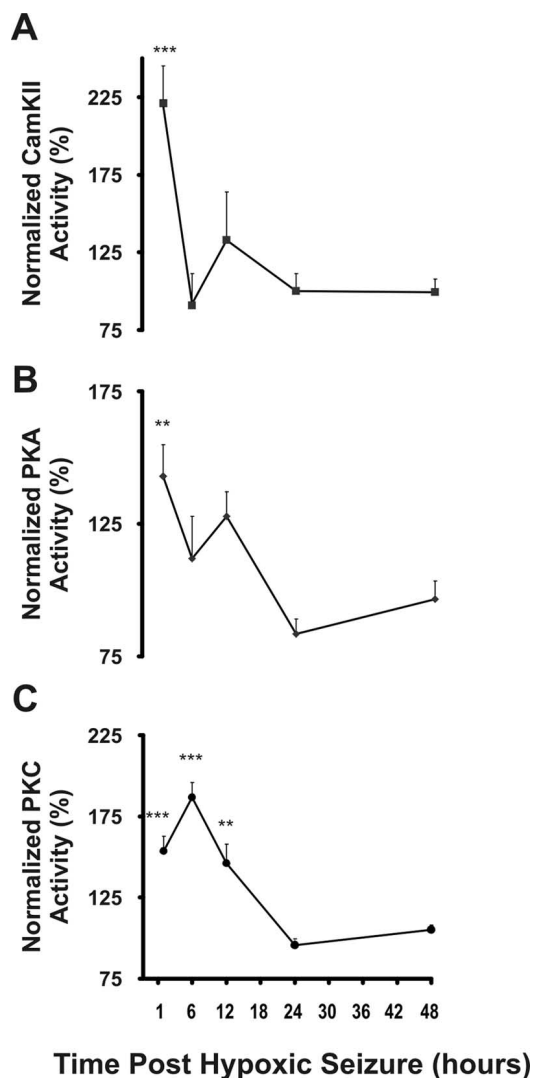 A
***
Normalized CamKII
Activity (%)
225
175
125
75
B
**
Normalized PKA
Activity (%)
175
125
75
C
***
***
**
Normalized PKC
Activity (%)
225
175
125
75
1 6 12 18 24 30 36 42 48
Time Post Hypoxic Seizure (hours)